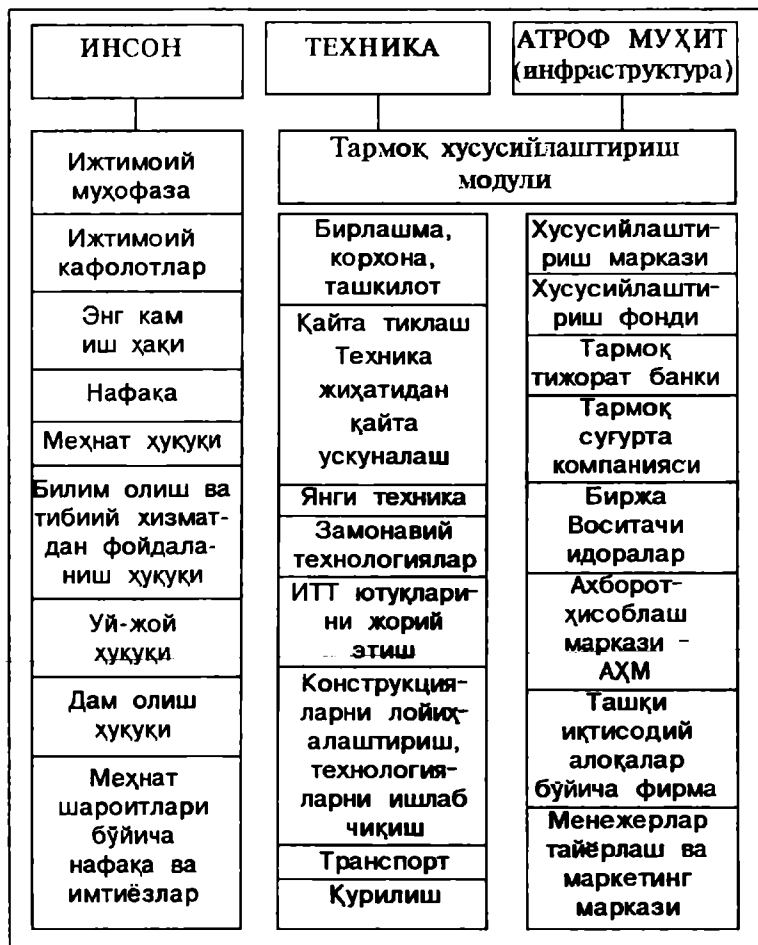 ИНСОН
ТЕХНИКА
АТРОФ МУҲИТ
(инфраструктура)
Ижтимоий
муҳофаза
Ижтимоий
кафолотлар
Энг кам
иш ҳақи
Нафақа
Меҳнат ҳуқуқи
Билим олиш ва
тибиий хизмат-
дан фойдала-
ниш ҳуқуқи
Уй-жой
ҳуқуқи
Дам олиш
ҳуқуқи
Меҳнат
шароитлари
бўйича
нафақа ва
имтиёзлар
Тармоқ хусусийлаштириш
модули
Бирлашма,
корхона,
ташкилот
Қайта тиклаш
Техника
жиҳатидан
қайта
ускуналаш
Янги техника
Замонавий
технологиялар
ИТТ ютуқлари-
ни жорий
этиш
Конструкция-
ларни лойиҳ-
алаштириш,
технология-
ларни ишлаб
чиқиш
Транспорт
Қурилиш
Хусусийлашти-
риш маркази
Хусусийлашти-
риш фонди
Тармоқ
тижорат банки
Тармоқ
суғурта
компанияси
Биржа
Воситачи
идоралар
Ахборот-
ҳисоблаш
маркази -
АҲМ
Ташқи
иқтисодий
алоқалар
бўйича фирма
Менежерлар
тайёрлаш ва
маркетинг
маркази